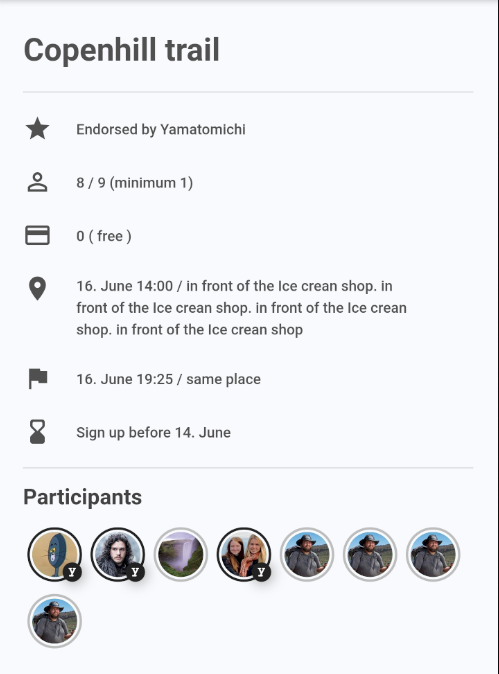 Copenhill trail
Endorsed by Yamatomichi
8 / 9 (minimum 1)
0 ( free )
16. June 14:00 / in front of the Ice crean shop. in
front of the Ice crean shop. in front of the Ice crean
shop. in front of the Ice crean shop
16. June 19:25 / same place
Sign up before 14. June
Participants
Y
Y
Y